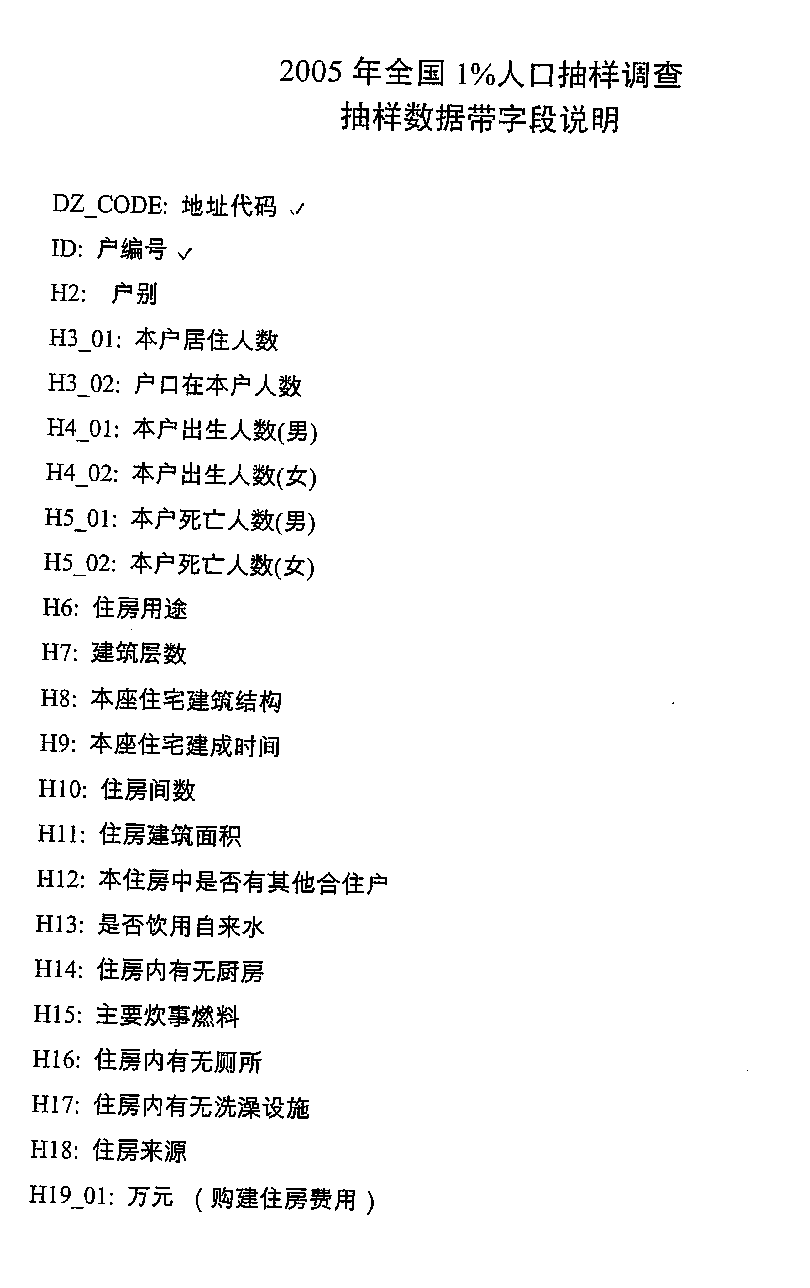 2005 年全国 1%人口抽样调查
抽样数据带字段说明
DZ_CODE: 地址代码 ✓
ID: 户编号 ✓
H2: 户别
H3_01: 本户居住人数
H3_02: 户口在本户人数
H4_01: 本户出生人数(男)
H4_02: 本户出生人数(女)
H5_01: 本户死亡人数(男)
H5_02: 本户死亡人数(女)
H6: 住房用途
H7: 建筑层数
H8: 本座住宅建筑结构
H9: 本座住宅建成时间
H10: 住房间数
H11: 住房建筑面积
H12: 本住房中是否有其他合住户
H13: 是否饮用自来水
H14: 住房内有无厨房
H15: 主要炊事燃料
H16: 住房内有无厕所
H17: 住房内有无洗澡设施
H18: 住房来源
H19_01: 万元 （购建住房费用）